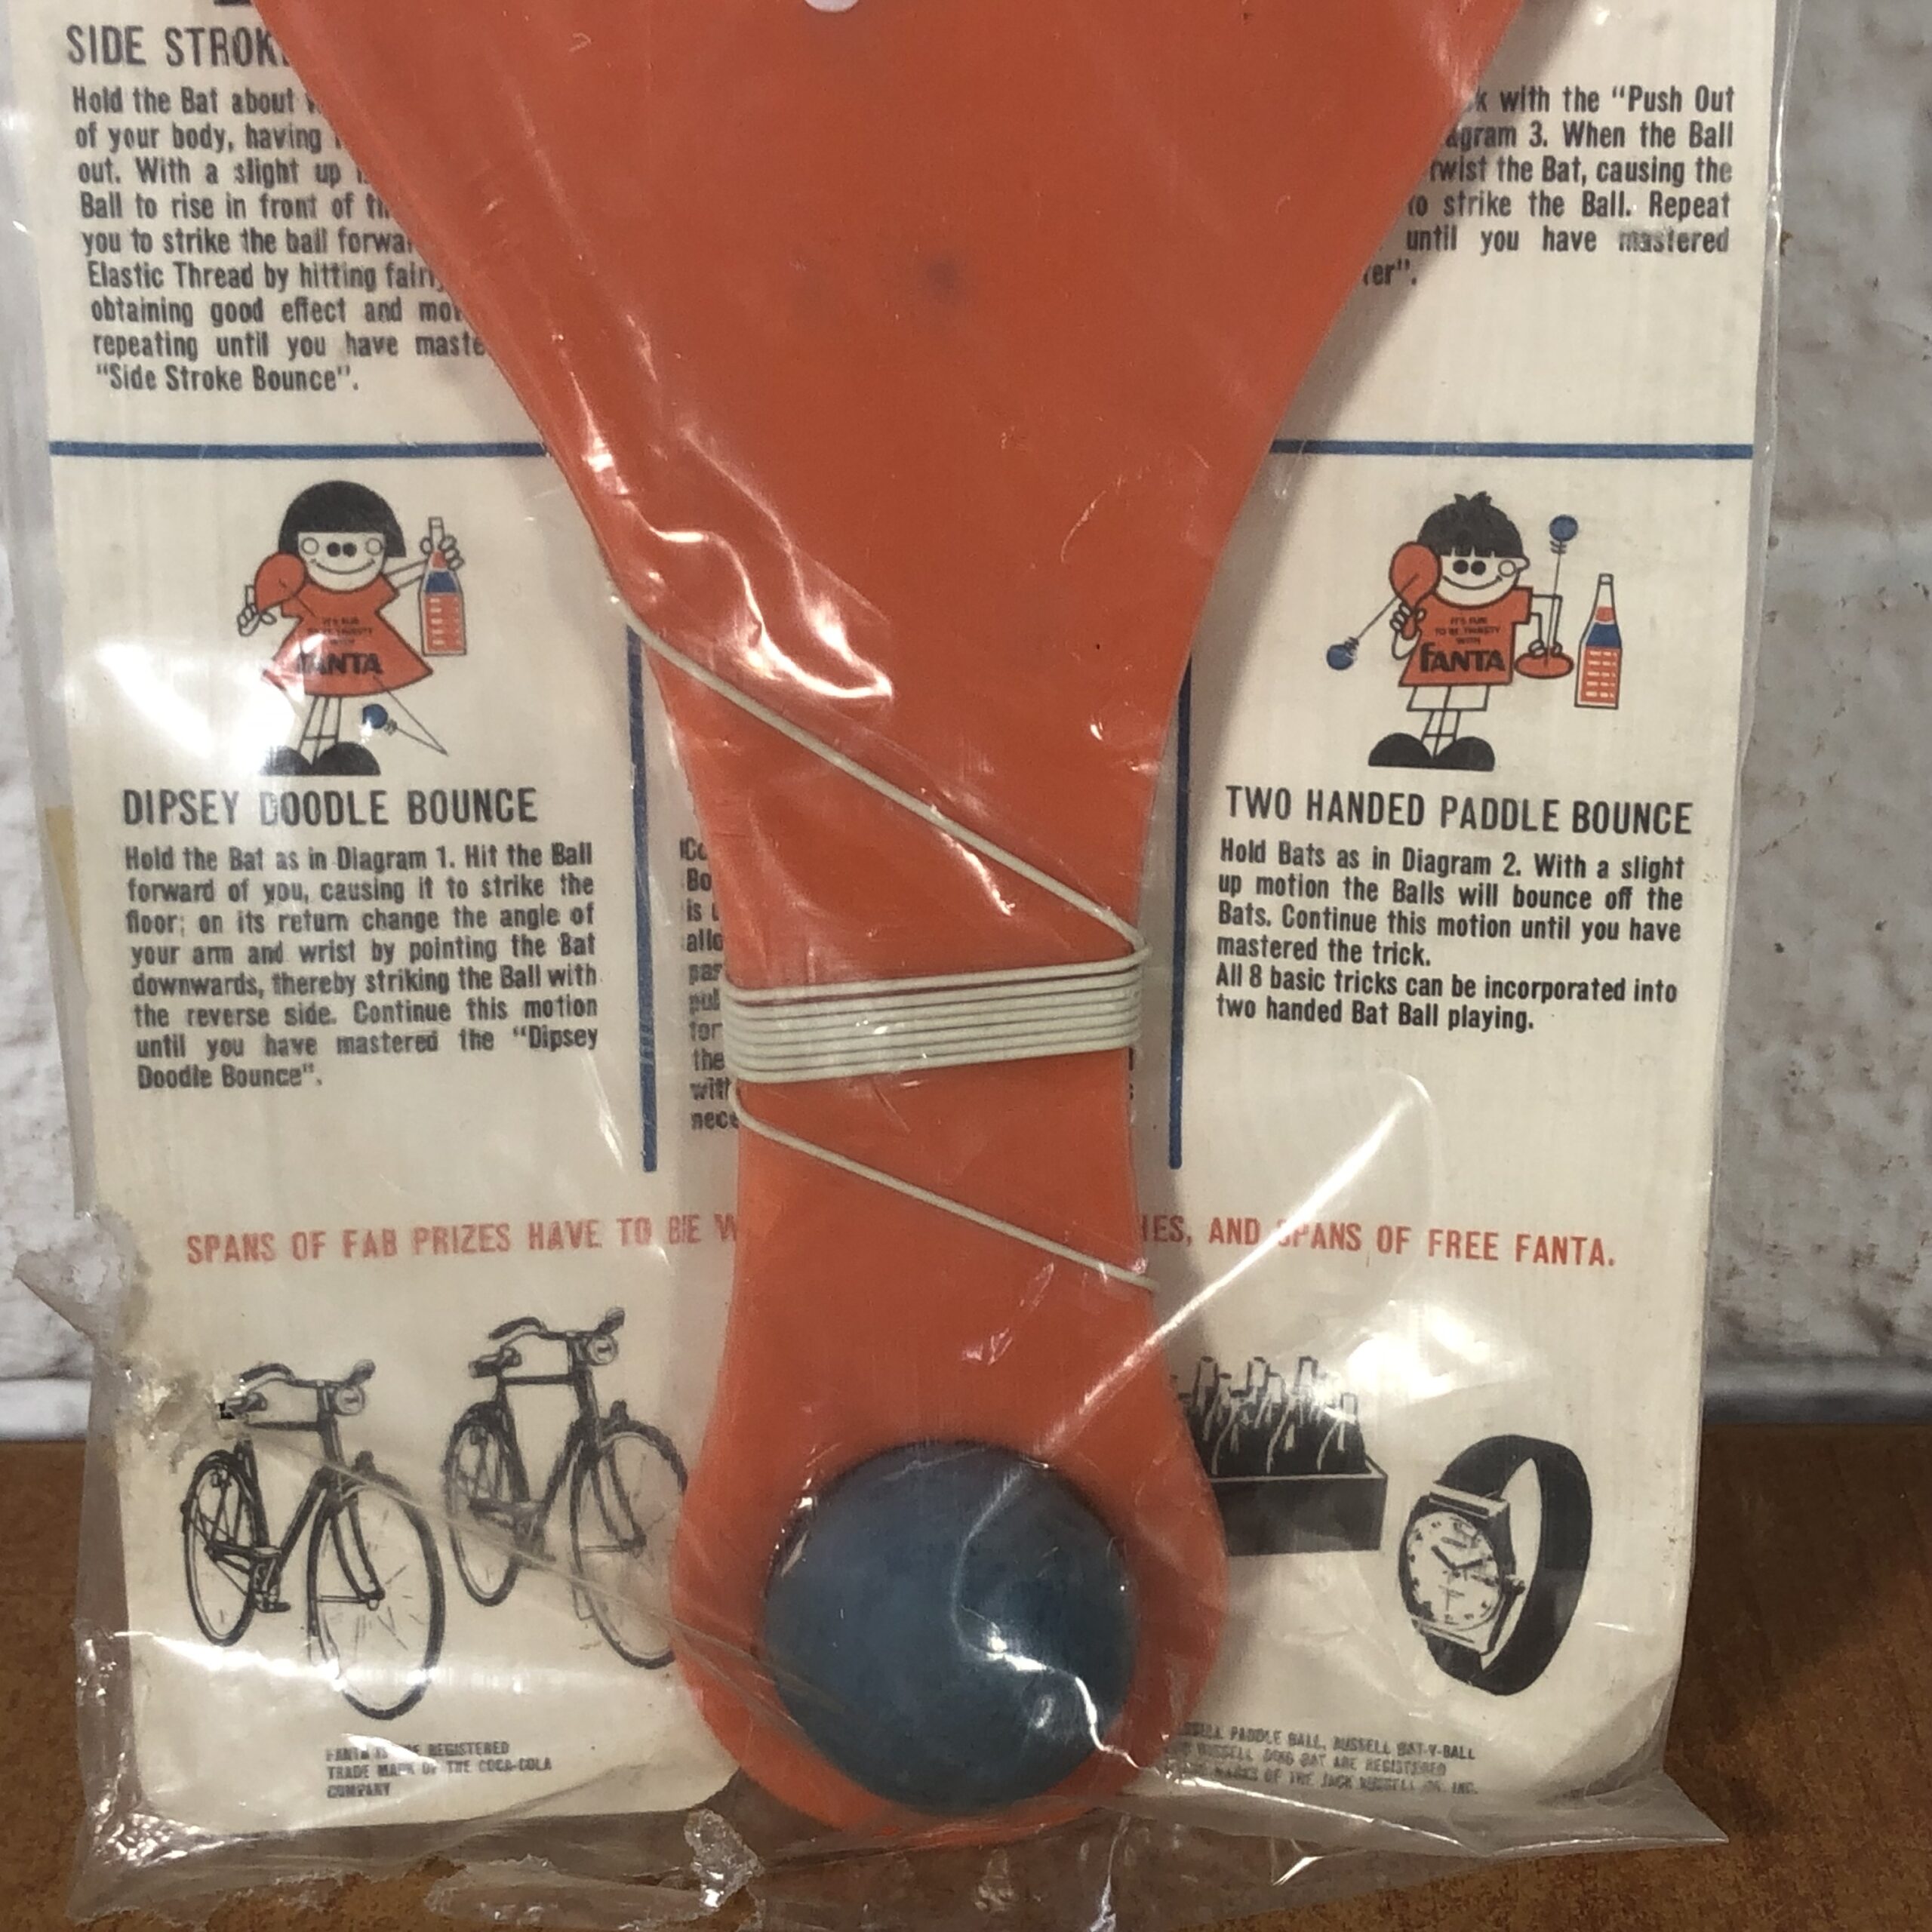 SIDE STROK
Hold the Bat about
of your body, having
out. With a slight up
Ball to rise in front of
you to strike the ball
Elastic Thread by hitting
obtaining good effect and
repeating until you have
"Side Stroke Bounce".
with the "Push Out
3. When the Ball
the Bat, causing the
to strike the Ball. Repeat
until you have mastered
IT'S FUN
TO BE THIRSTY
WITH
FANTA
DIPSEY DOODLE BOUNCE
Hold the Bat as in Diagram 1. Hit the Ball
forward of you, causing it to strike the
floor; on its return change the angle of
your arm and wrist by pointing the Bat
downwards, thereby striking the Ball with
the reverse side. Continue this motion
until you have mastered the "Dipsey
Doodle Bounce".
IT'S FUN
TO BE THIRSTY
WITH
FANTA
TWO HANDED PADDLE BOUNCE
Hold Bats as in Diagram 2. With a slight
up motion the Balls will bounce off the
Bats. Continue this motion until you have
mastered the trick.
All 8 basic tricks can be incorporated into
two handed Bat Ball playing.
SPANS OF FAB PRIZES HAVE TO BE
AND SPANS OF FREE FANTA.
FANTA IS THE REGISTERED
TRADE MARK OF THE COCA-COLA
COMPANY
PADDLE BALL, RUSSELL BAT-Y-BALL
RUSSELL BAT ARE REGISTERED
MARKS OF THE JACK RUSSELL CO. INC.